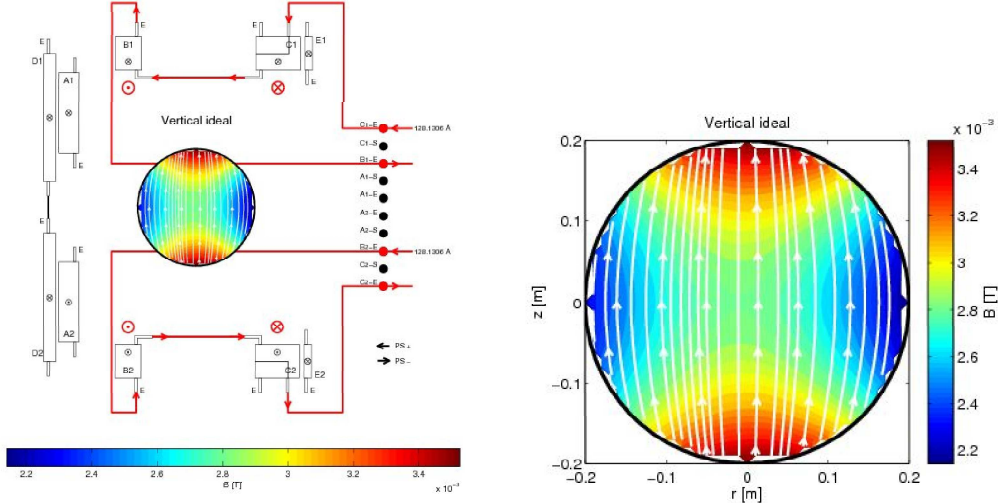 E
E
B1
C1
E1
E
D1
A1
E
E
E
Vertical ideal
C1-E
128.1306 A
C1-S
B1-E
A1-S
A1-E
A2-E
A2-S
B2-E
128.1306 A
C2-S
C2-E
E
E
A2
D2
E
B2
C2
E2
E
E
E
PS +
PS -
2.2 2.4 2.6 2.8 3 3.2 3.4
B [T]
x 10⁻³
Vertical ideal
x 10⁻³
0.2
0.1
0
-0.1
-0.2
z [m]
-0.2 -0.1 0 0.1 0.2
r [m]
3.4
3.2
3
2.8
2.6
2.4
2.2
B [T]